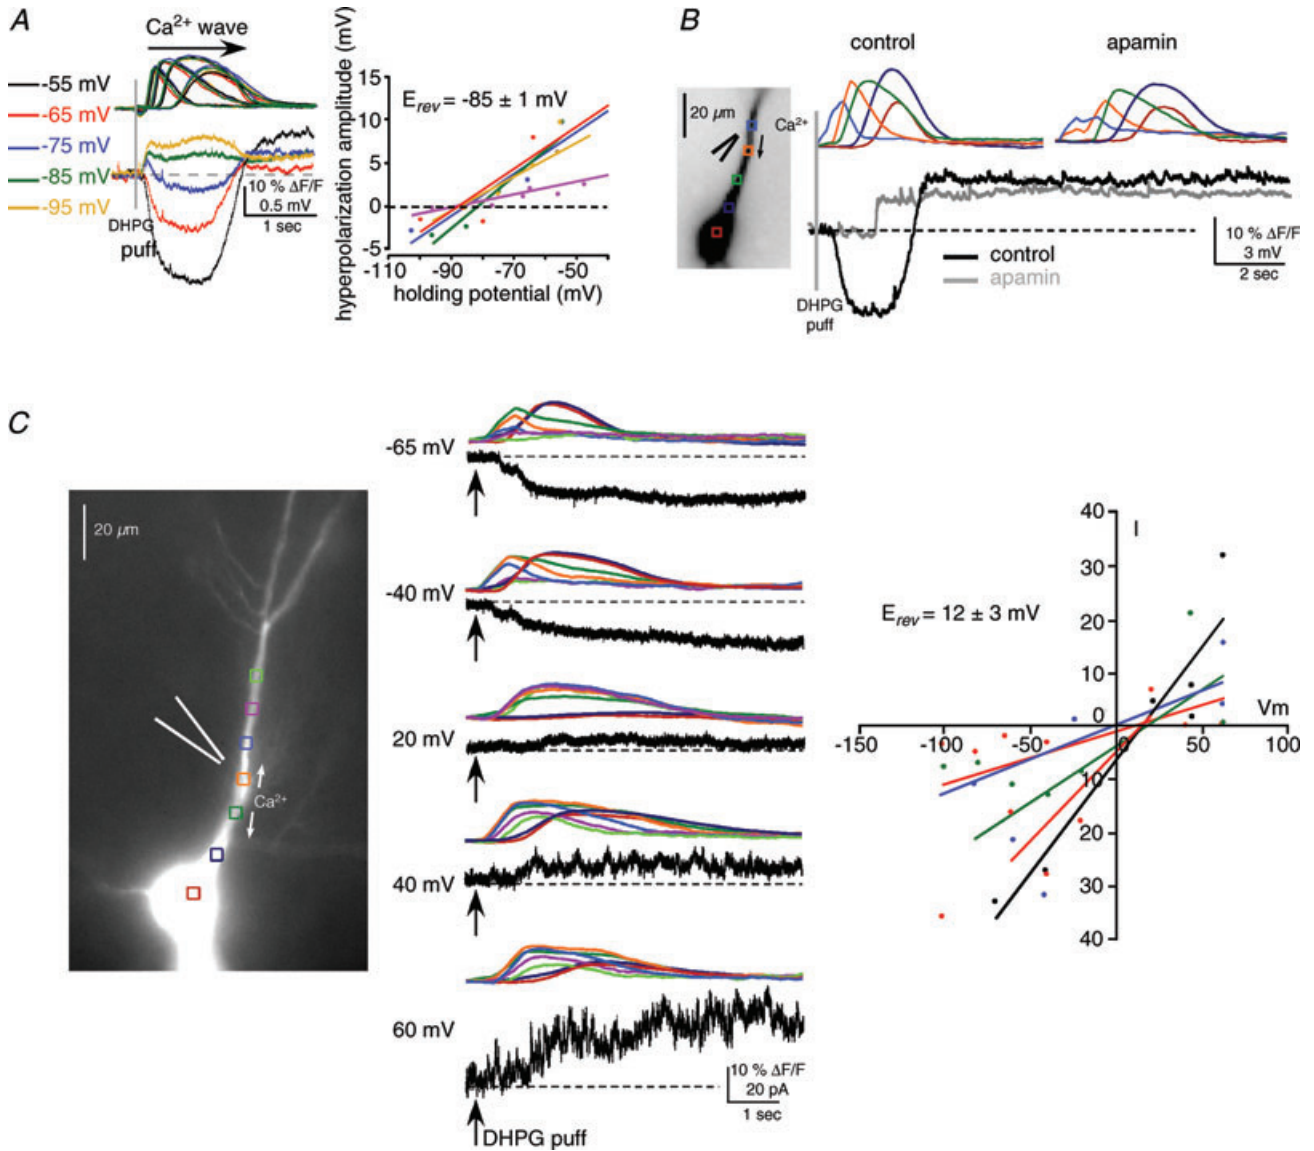 A
Ca2+ wave
-55 mV
-65 mV
-75 mV
-85 mV
-95 mV
DHPG
puff
10 % ΔF/F
0.5 mV
1 sec
hyperpolarization amplitude (mV)
15
10
5
0
-5
Erev = -85 ± 1 mV
-110
-90
-70
-50
holding potential (mV)
B
control
apamin
20 µm
Ca2+
DHPG
puff
control
apamin
10 % ΔF/F
3 mV
2 sec
C
20 µm
Ca2+
-65 mV
-40 mV
20 mV
40 mV
60 mV
10 % ΔF/F
20 pA
1 sec
DHPG puff
Erev = 12 ± 3 mV
I
Vm
40
30
20
10
0
-150
-100
-50
0
50
100
10
20
30
40